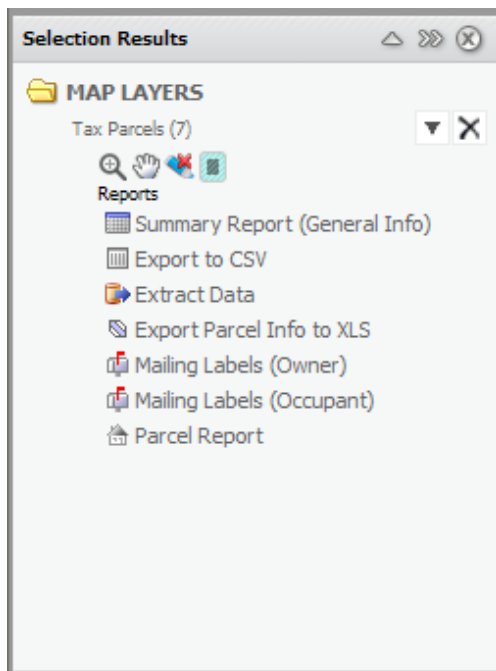 Selection Results
MAP LAYERS
Tax Parcels (7)
Reports
Summary Report (General Info)
Export to CSV
Extract Data
Export Parcel Info to XLS
Mailing Labels (Owner)
Mailing Labels (Occupant)
Parcel Report